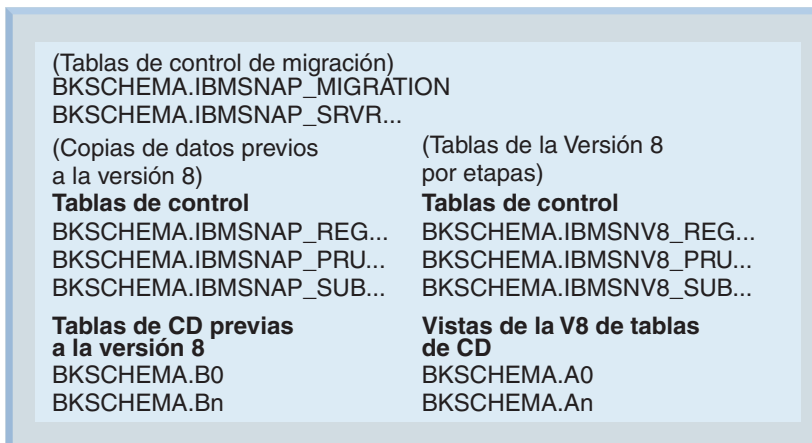 (Tablas de control de migración)
BKSCHEMA.IBMSNAP_MIGRATION
BKSCHEMA.IBMSNAP_SRVR...
(Copias de datos previos
a la versión 8)
Tablas de control
BKSCHEMA.IBMSNAP_REG...
BKSCHEMA.IBMSNAP_PRU...
BKSCHEMA.IBMSNAP_SUB...
Tablas de CD previas
a la versión 8
BKSCHEMA.B0
BKSCHEMA.Bn
(Tablas de la Versión 8
por etapas)
Tablas de control
BKSCHEMA.IBMSNV8_REG...
BKSCHEMA.IBMSNV8_PRU...
BKSCHEMA.IBMSNV8_SUB...
Vistas de la V8 de tablas
de CD
BKSCHEMA.A0
BKSCHEMA.An